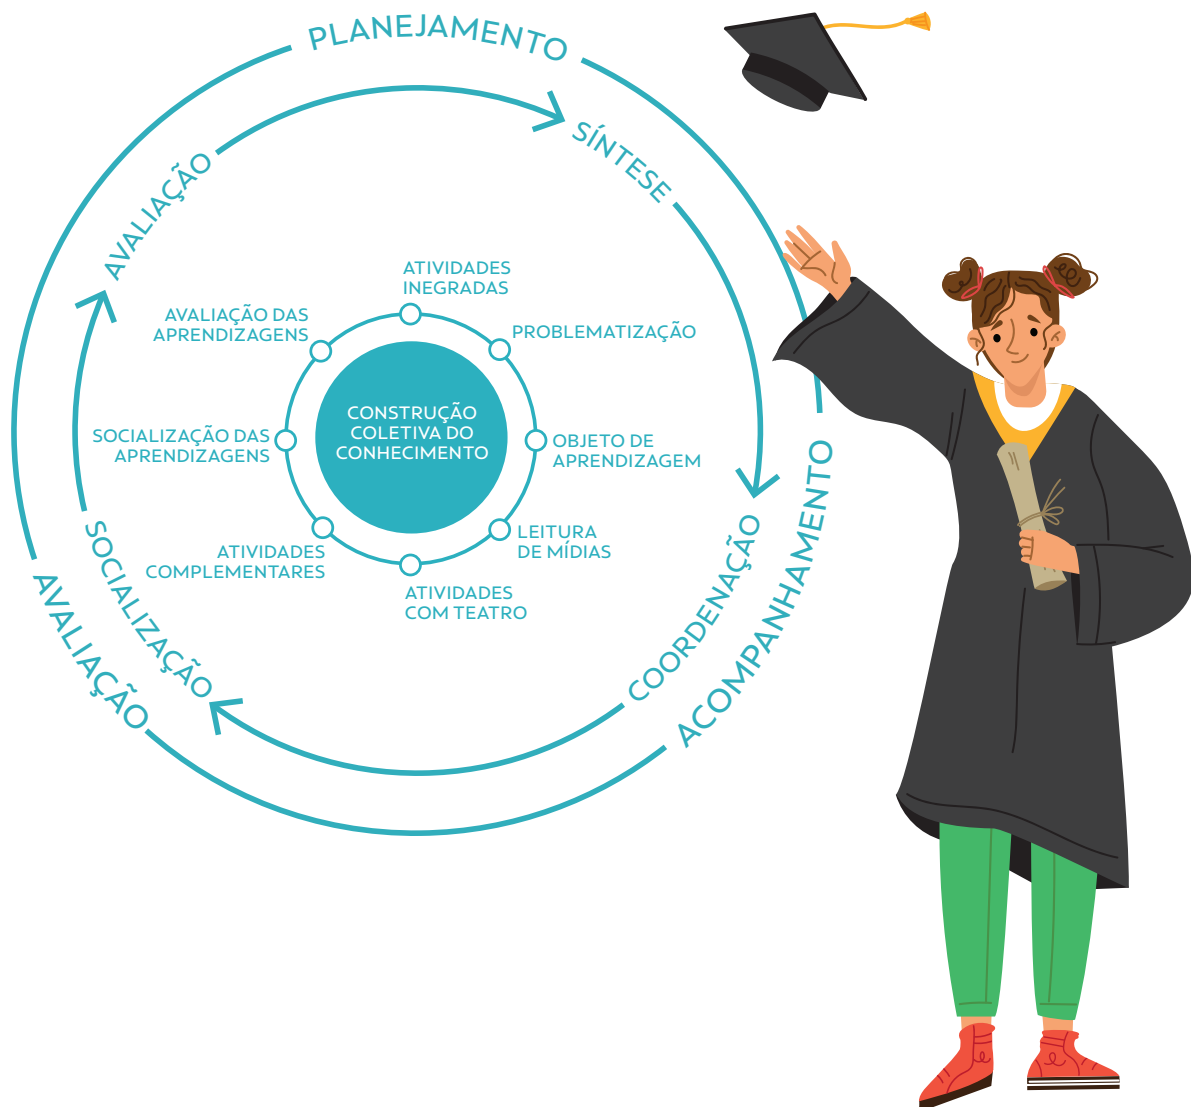 PLANEJAMENTO
SÍNTESE
AVALIAÇÃO
ATIVIDADES
INEGRADAS
PROBLEMATIZAÇÃO
AVALIAÇÃO DAS
APRENDIZAGENS
CONSTRUÇÃO
COLETIVA DO
CONHECIMENTO
OBJETO DE
APRENDIZAGEM
SOCIALIZAÇÃO DAS
APRENDIZAGENS
LEITURA
DE MÍDIAS
ATIVIDADES
COMPLEMENTARES
ATIVIDADES
COM TEATRO
COORDENAÇÃO
ACOMPANHAMENTO
SOCIALIZAÇÃO
AVALIAÇÃO